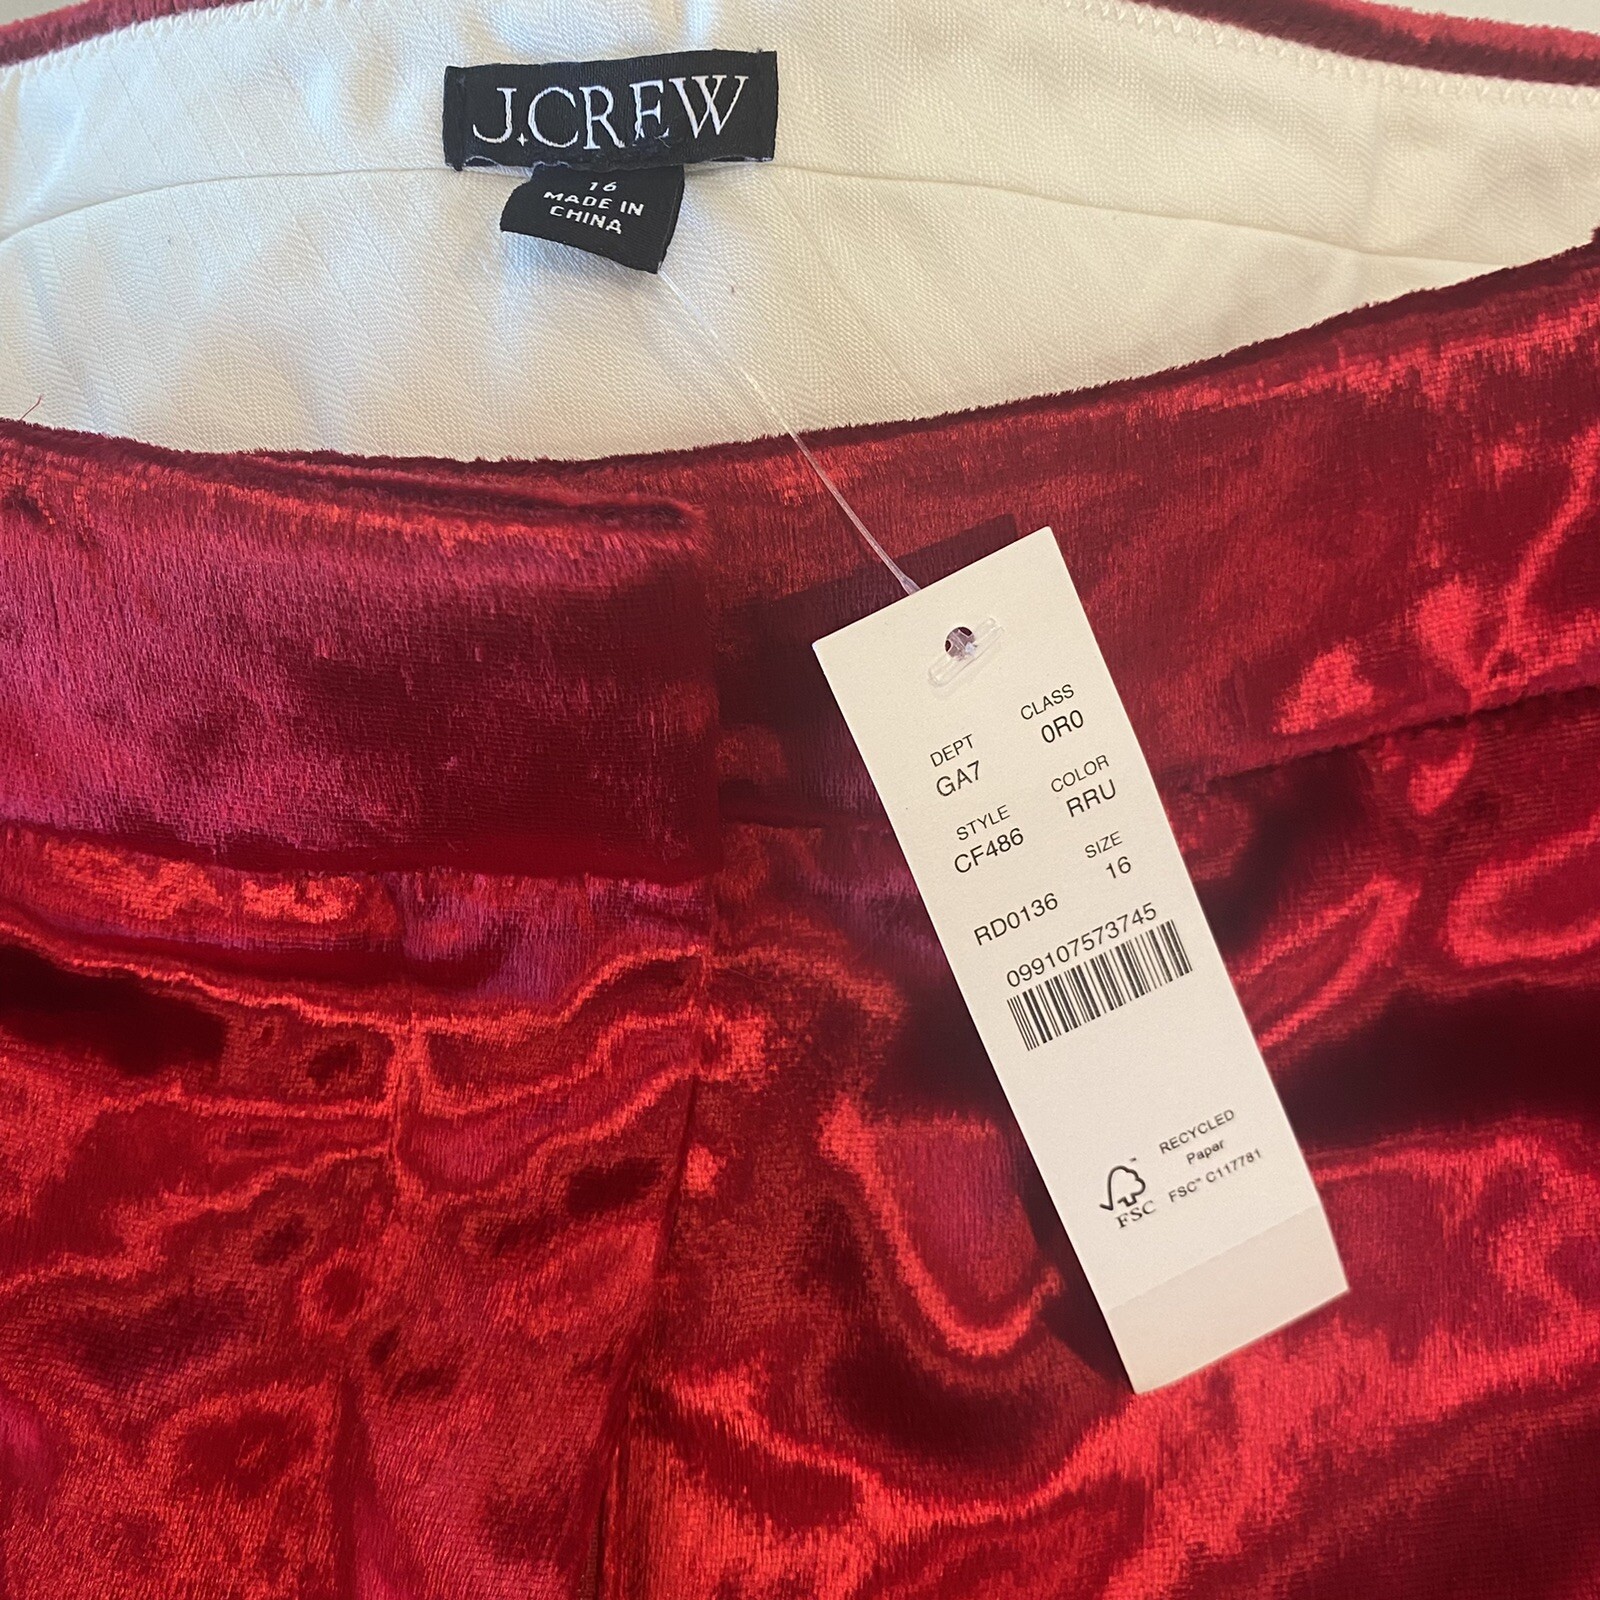 J.CREW
16
MADE IN
CHINA
DEPT CLASS
GA7 0R0
STYLE COLOR
CF486 RRU
SIZE
16
RD0136
099107573745
RECYCLED
Paper
FSC™ C117781
FSC